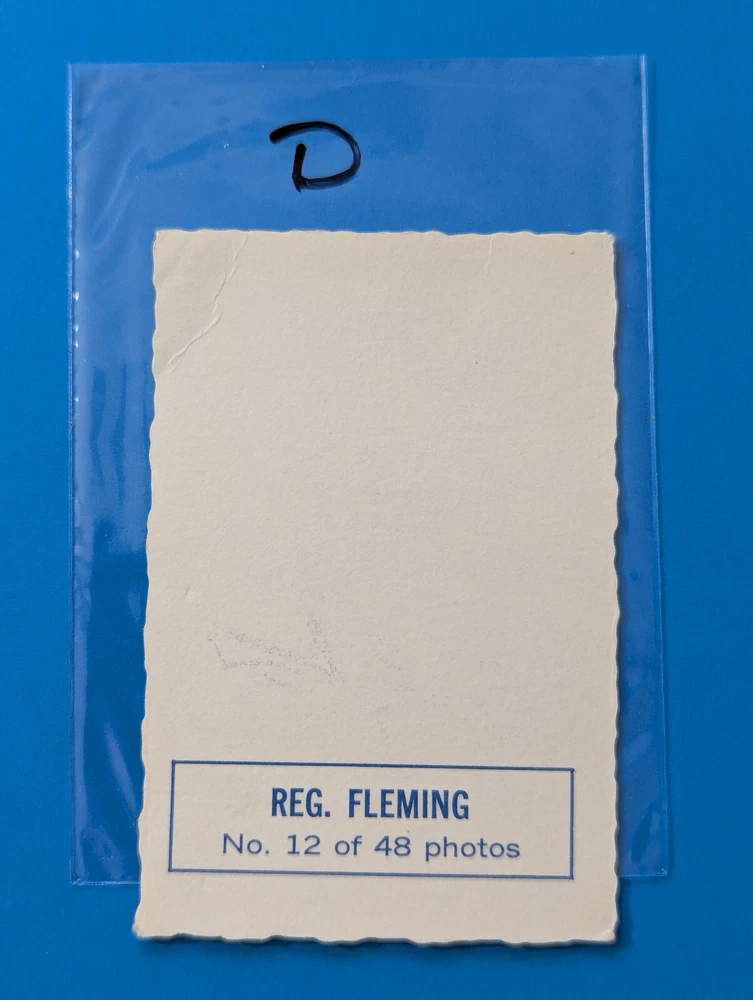 D
REG. FLEMING
No. 12 of 48 photos